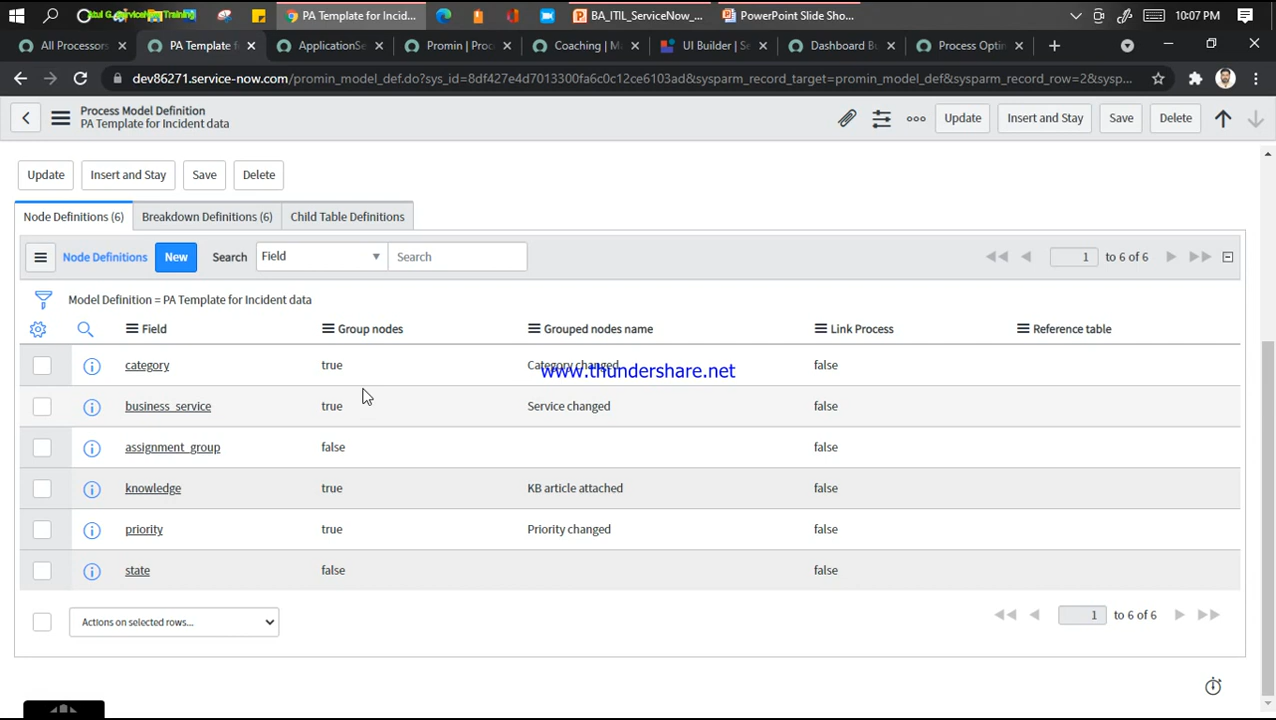 PA Template for Incid...
BA_ITIL_ServiceNow_...
PowerPoint Slide Sho...
10:07 PM
All Processors
PA Template f
ApplicationSe
Promin | Proc
Coaching | M
UI Builder | Se
Dashboard Bu
Process Optin
dev86271.service-now.com/promin_model_def.do?sys_id=8df427e4d7013300fa6c0c12ce6103ad&sysparm_record_target=promin_model_def&sysparm_record_row=2&sysp...
Process Model Definition
PA Template for Incident data
Update
Insert and Stay
Save
Delete
Update
Insert and Stay
Save
Delete
Node Definitions (6)
Breakdown Definitions (6)
Child Table Definitions
Node Definitions
New
Search
Field
Search
1 to 6 of 6
Model Definition = PA Template for Incident data
Field Group nodes Grouped nodes name Link Process Reference table
category true Category changed false
www.thundershare.net
business_service true Service changed false
assignment_group false false
knowledge true KB article attached false
priority true Priority changed false
state false false
Actions on selected rows...
1 to 6 of 6